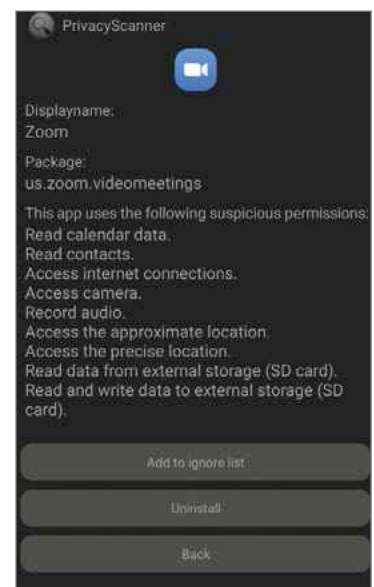 PrivacyScanner
Displayname:
Zoom
Package:
us.zoom.videomeetings
This app uses the following suspicious permissions:
Read calendar data.
Read contacts.
Access internet connections.
Access camera.
Record audio.
Access the approximate location.
Access the precise location.
Read data from external storage (SD card).
Read and write data to external storage (SD
card).
Add to ignore list
Uninstall
Back